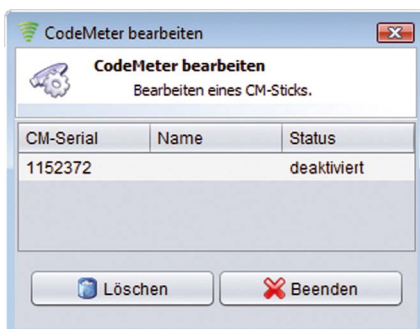 CodeMeter bearbeiten
CodeMeter bearbeiten
Bearbeiten eines CM-Sticks.
CM-Serial Name Status
1152372 deaktiviert
Löschen Beenden